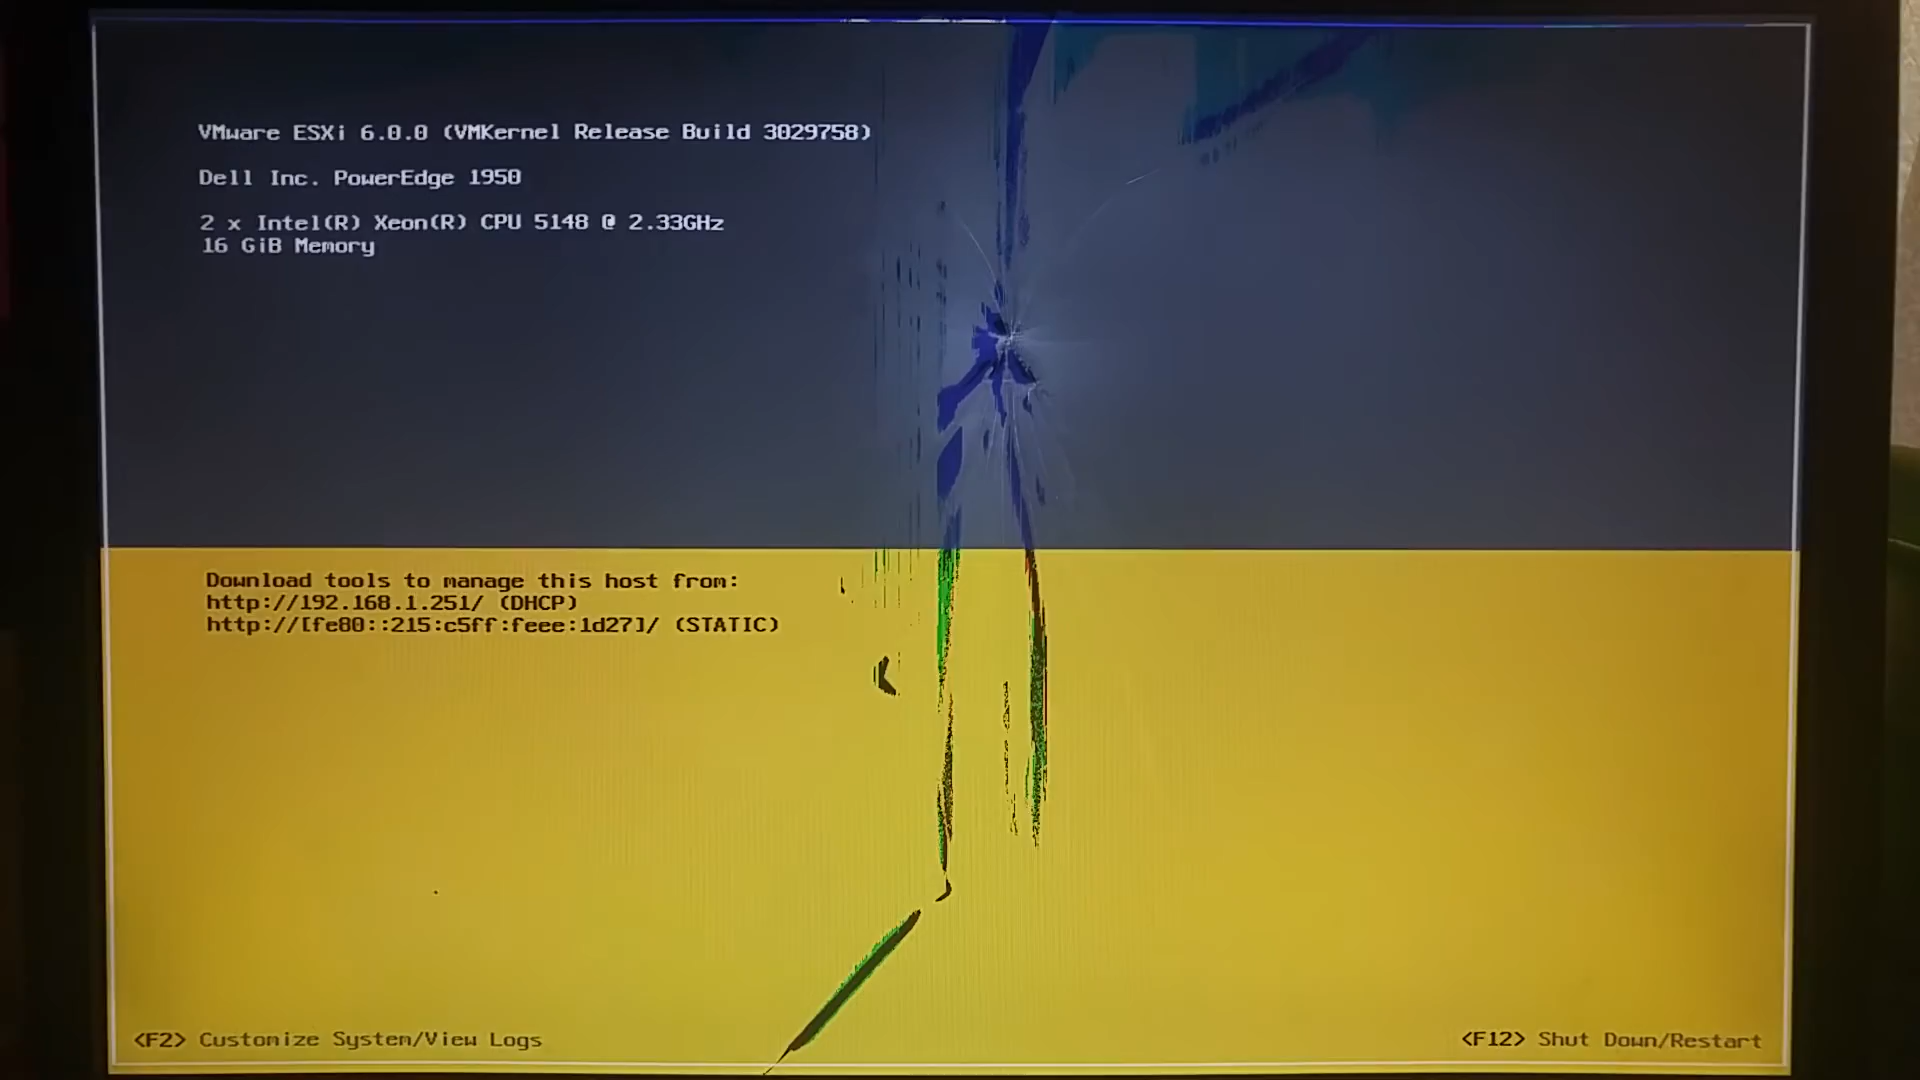 VMware ESXi 6.0.0 (VMKernel Release Build 3029758)
Dell Inc. PowerEdge 1950
2 x Intel(R) Xeon(R) CPU 5148 @ 2.33GHz
16 GiB Memory
Download tools to manage this host from:
http://192.168.1.251/ (DHCP)
http://[fe80::215:c5ff:feee:1d27]/ (STATIC)
<F2> Customize System/View Logs
<F12> Shut Down/Restart